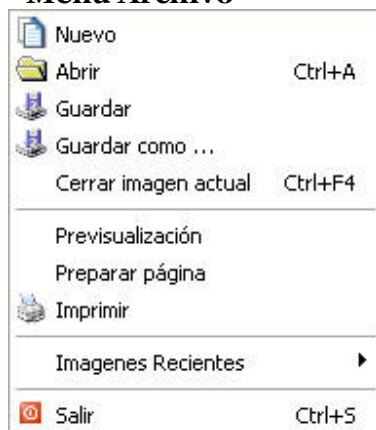 Menú Archivo
Nuevo
Abrir Ctrl+A
Guardar
Guardar como ...
Cerrar imagen actual Ctrl+F4
Previsualización
Preparar página
Imprimir
Imagenes Recientes
Salir Ctrl+S